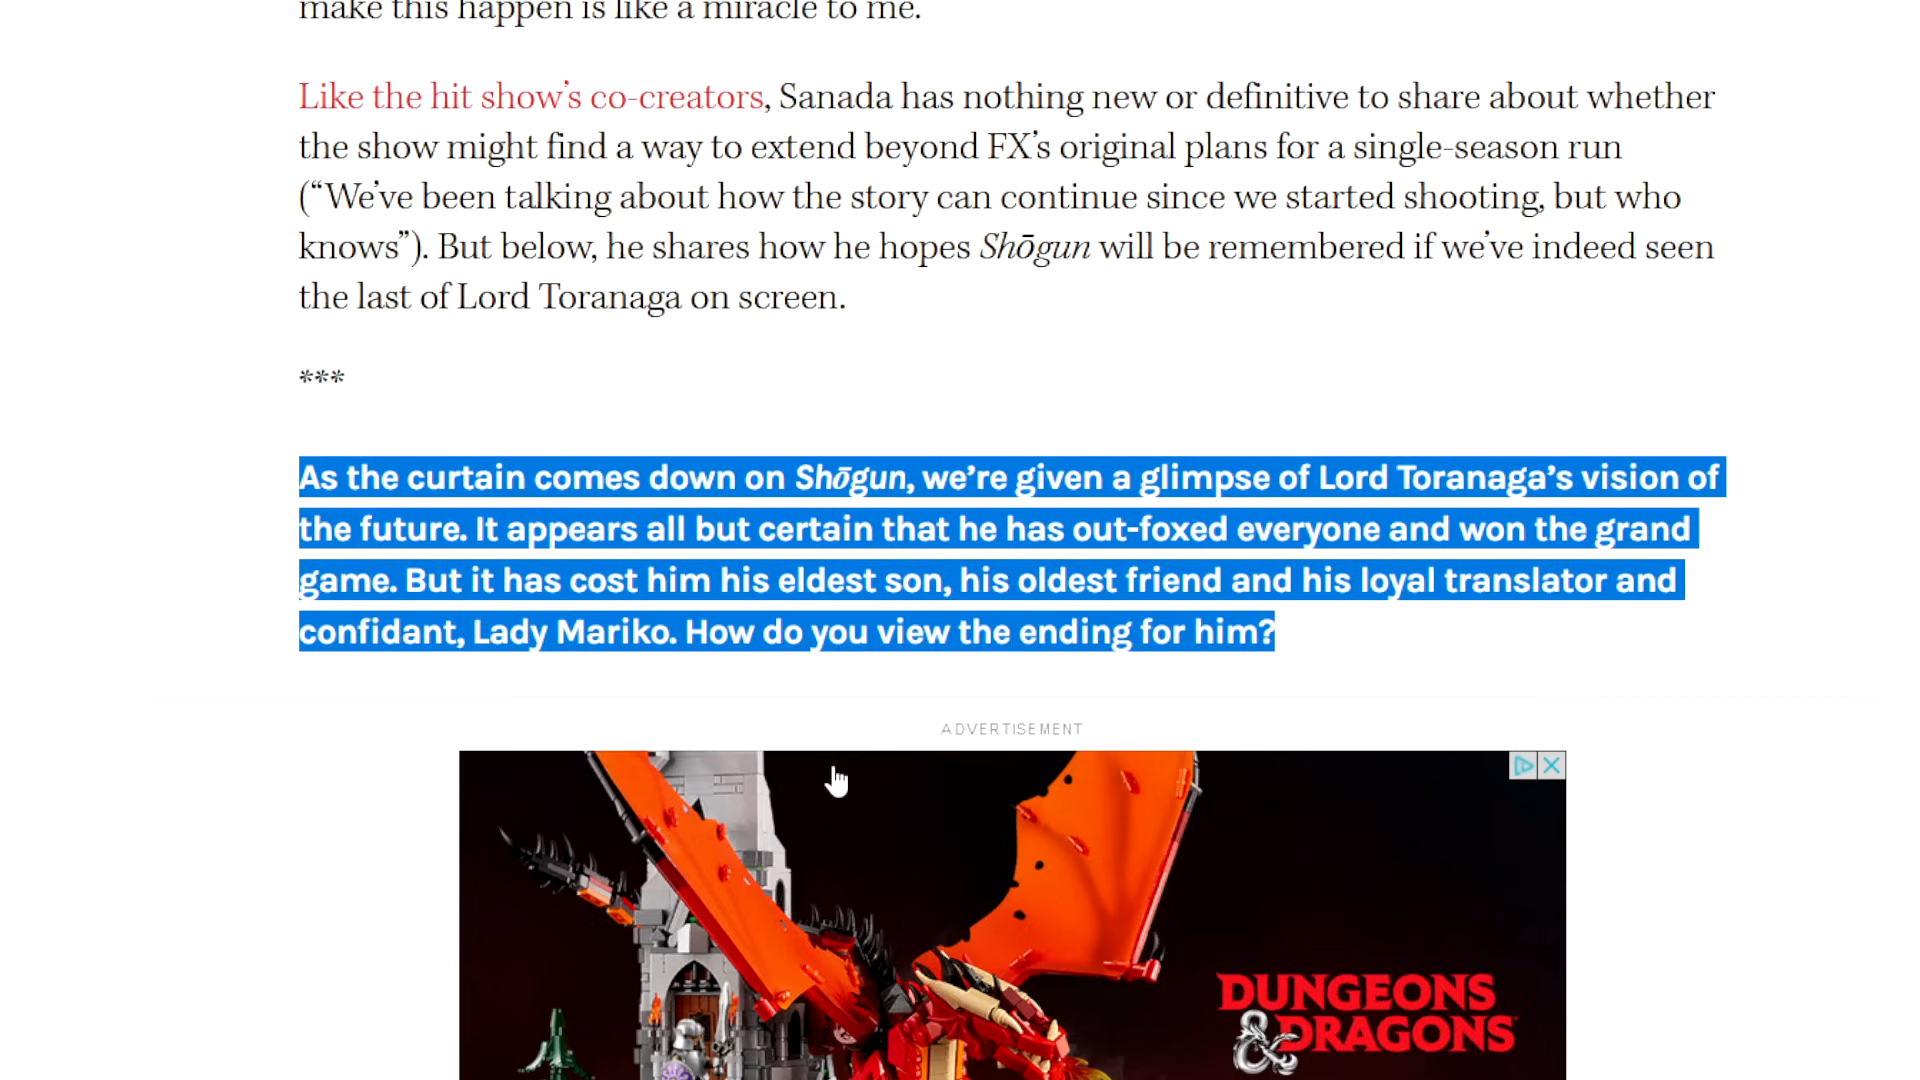 make this happen is like a miracle to me.
Like the hit show’s co-creators, Sanada has nothing new or definitive to share about whether
the show might find a way to extend beyond FX’s original plans for a single-season run
(“We’ve been talking about how the story can continue since we started shooting, but who
knows”). But below, he shares how he hopes Shōgun will be remembered if we’ve indeed seen
the last of Lord Toranaga on screen.
***
As the curtain comes down on Shōgun, we’re given a glimpse of Lord Toranaga’s vision of
the future. It appears all but certain that he has out-foxed everyone and won the grand
game. But it has cost him his eldest son, his oldest friend and his loyal translator and
confidant, Lady Mariko. How do you view the ending for him?
ADVERTISEMENT
DUNGEONS
& DRAGONS